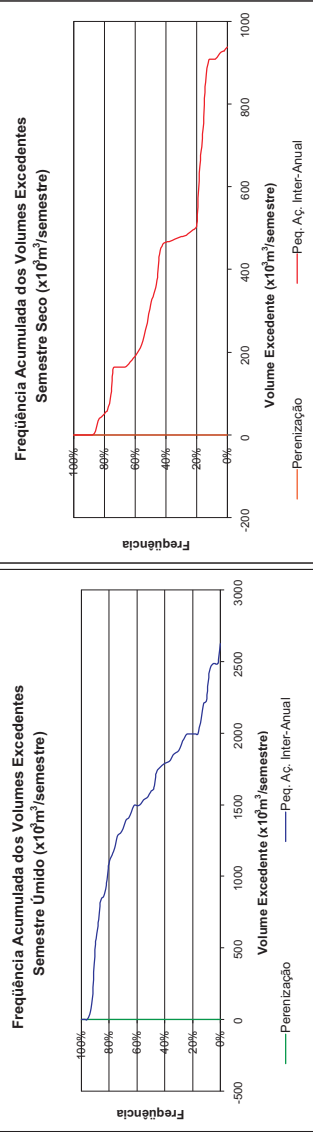 Freqüência Acumulada dos Volumes Excedentes
Semestre Úmido (x10³m³/semestre)
100%
80%
60%
40%
20%
0%
-500
0
500
1000
1500
2000
2500
3000
Freqüência
Volume Excedente (x10³m³/semestre)
Perenização
Peq. Aç. Inter-Anual
Freqüência Acumulada dos Volumes Excedentes
Semestre Seco (x10³m³/semestre)
100%
80%
60%
40%
20%
0%
-200
0
200
400
600
800
1000
Freqüência
Volume Excedente (x10³m³/semestre)
Perenização
Peq. Aç. Inter-Anual